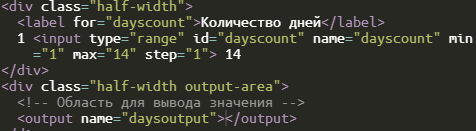 <div class="half-width">
<label for="dayscount">Количество дней</label>
1 <input type="range" id="dayscount" name="dayscount" min
="1" max="14" step="1"> 14
</div>
<div class="half-width output-area">
<!-- Область для вывода значения -->
<output name="daysoutput"></output>